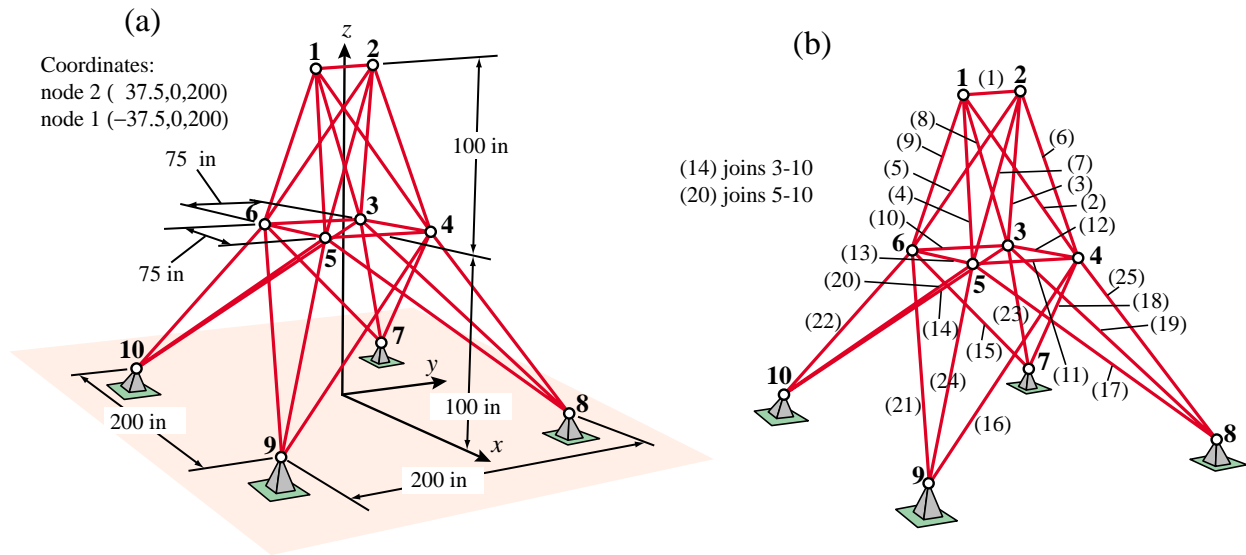 (a)
z
1
2
Coordinates:
node 2 ( 37.5,0,200)
node 1 (−37.5,0,200)
100 in
75 in
6
3
4
5
75 in
7
10
y
100 in
8
200 in
9
x
200 in
(b)
1
(1)
2
(8)
(9)
(6)
(14) joins 3-10
(20) joins 5-10
(7)
(5)
(3)
(4)
(2)
(10)
(12)
3
6
(13)
4
5
(25)
(20)
(18)
(23)
(19)
(22)
(14)
(15)
7
(11)
(17)
10
(24)
(21)
(16)
8
9